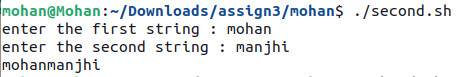 mohan@Mohan:~/Downloads/assign3/mohan$ ./second.sh
enter the first string : mohan
enter the second string : manjhi
mohanmanjhi